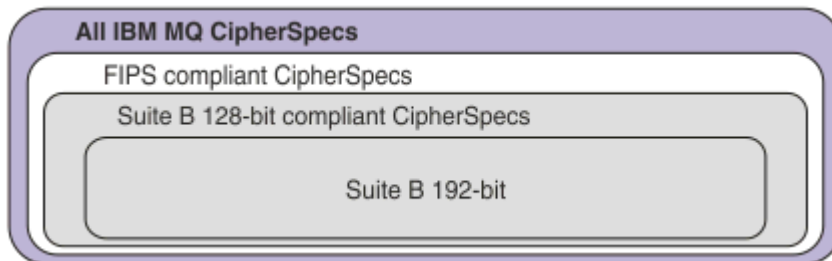 All IBM MQ CipherSpecs
FIPS compliant CipherSpecs
Suite B 128-bit compliant CipherSpecs
Suite B 192-bit